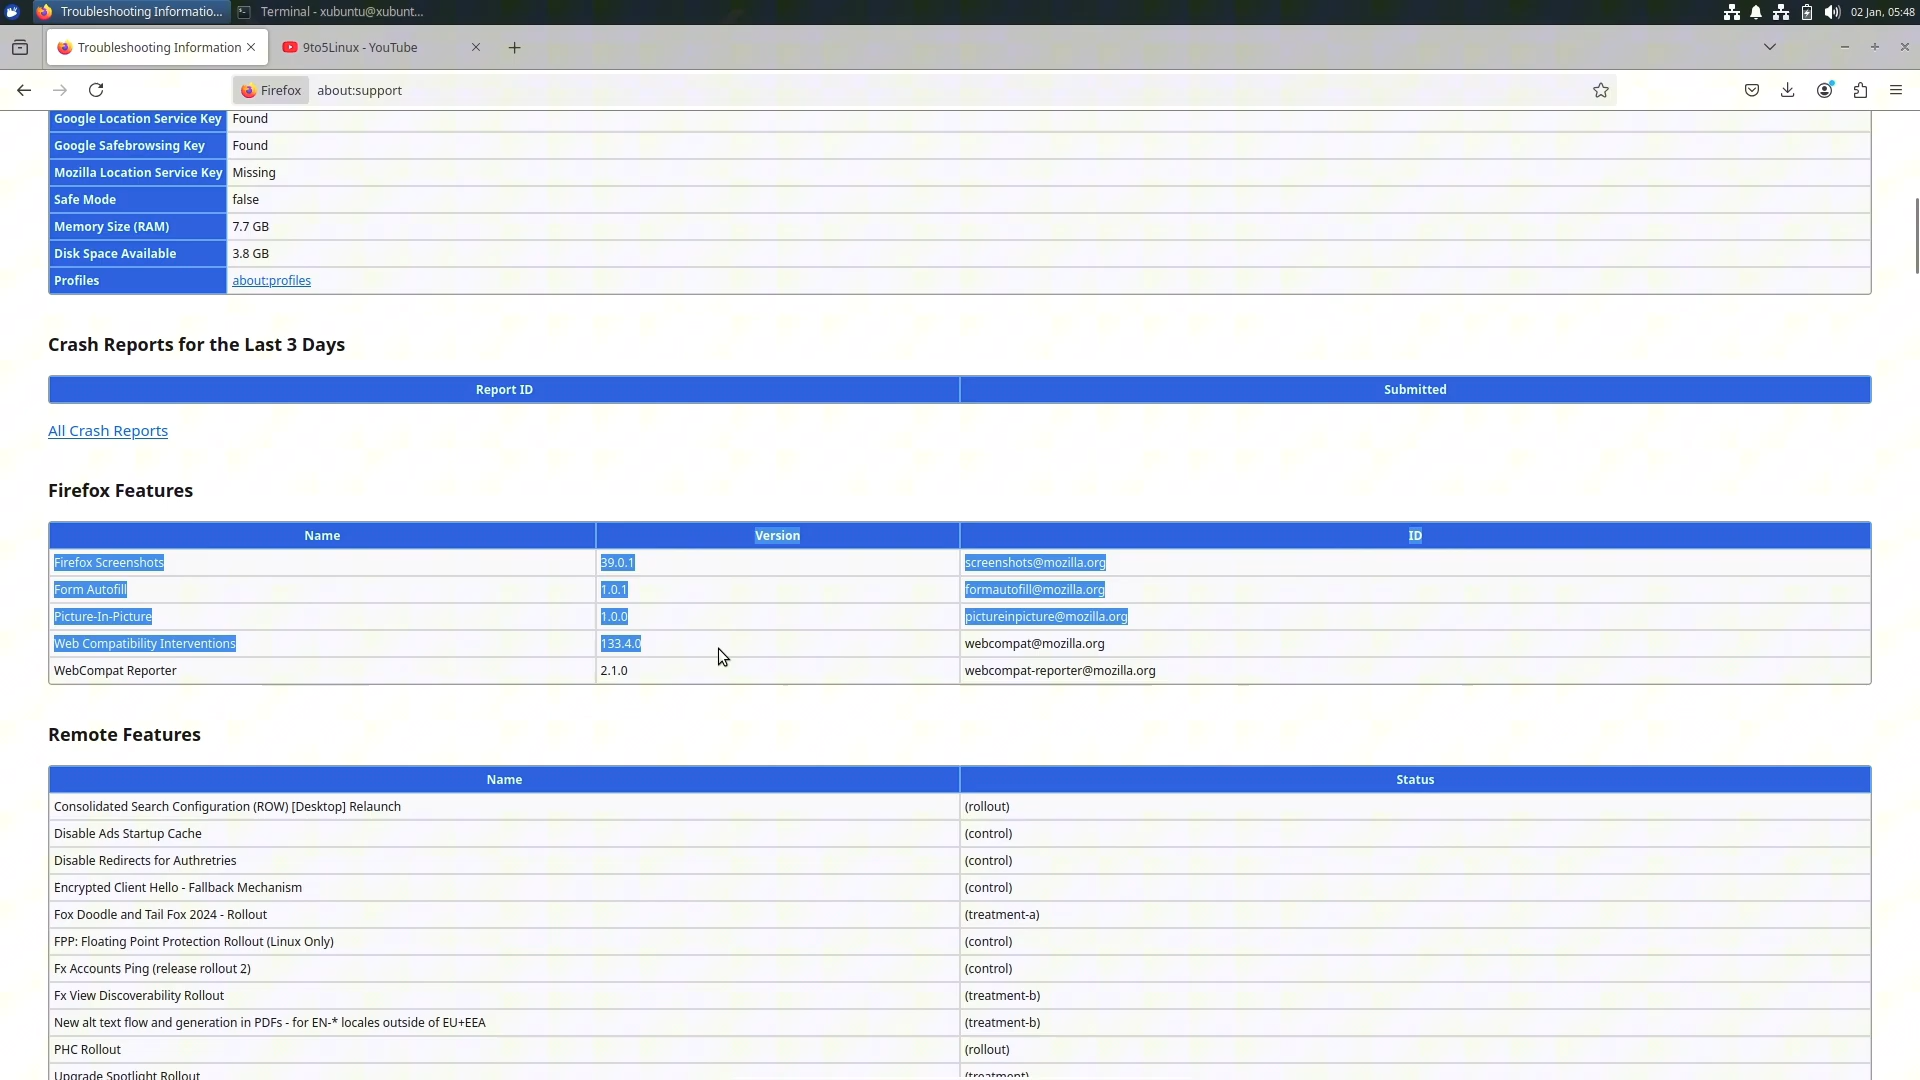 Troubleshooting Informatio... Terminal - xubuntu@xubunt... 02 Jan, 05:48
Troubleshooting Information 9to5Linux - YouTube
Firefox about:support
Google Location Service Key Found
Google Safebrowsing Key Found
Mozilla Location Service Key Missing
Safe Mode false
Memory Size (RAM) 7.7 GB
Disk Space Available 3.8 GB
Profiles about:profiles
Crash Reports for the Last 3 Days
Report ID Submitted
All Crash Reports
Firefox Features
Name Version ID
Firefox Screenshots 39.0.1 screenshots@mozilla.org
Form Autofill 1.0.1 formautofill@mozilla.org
Picture-In-Picture 1.0.0 pictureinpicture@mozilla.org
Web Compatibility Interventions 133.4.0 webcompat@mozilla.org
WebCompat Reporter 2.1.0 webcompat-reporter@mozilla.org
Remote Features
Name Status
Consolidated Search Configuration (ROW) [Desktop] Relaunch (rollout)
Disable Ads Startup Cache (control)
Disable Redirects for Authretries (control)
Encrypted Client Hello - Fallback Mechanism (control)
Fox Doodle and Tail Fox 2024 - Rollout (treatment-a)
FPP: Floating Point Protection Rollout (Linux Only) (control)
Fx Accounts Ping (release rollout 2) (control)
Fx View Discoverability Rollout (treatment-b)
New alt text flow and generation in PDFs - for EN-* locales outside of EU+EEA (treatment-b)
PHC Rollout (rollout)
Upgrade Spotlight Rollout (treatment)